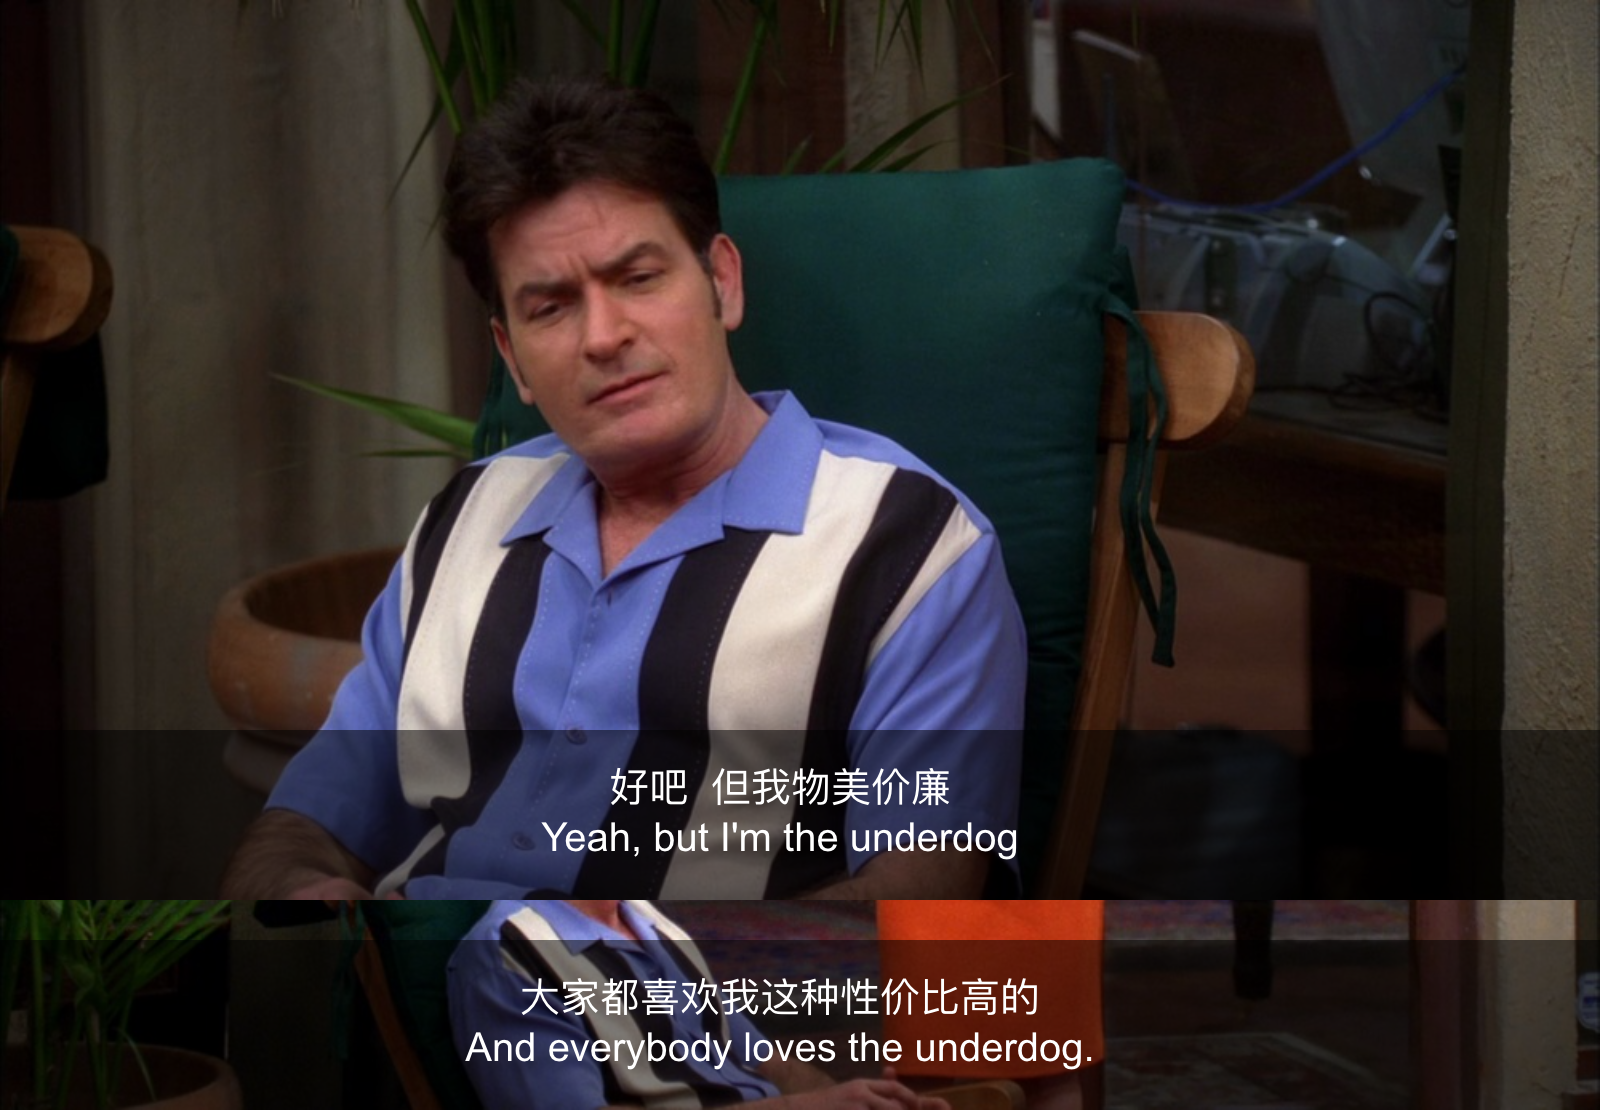 好吧 但我物美价廉
Yeah, but I'm the underdog
大家都喜欢我这种性价比高的
And everybody loves the underdog.